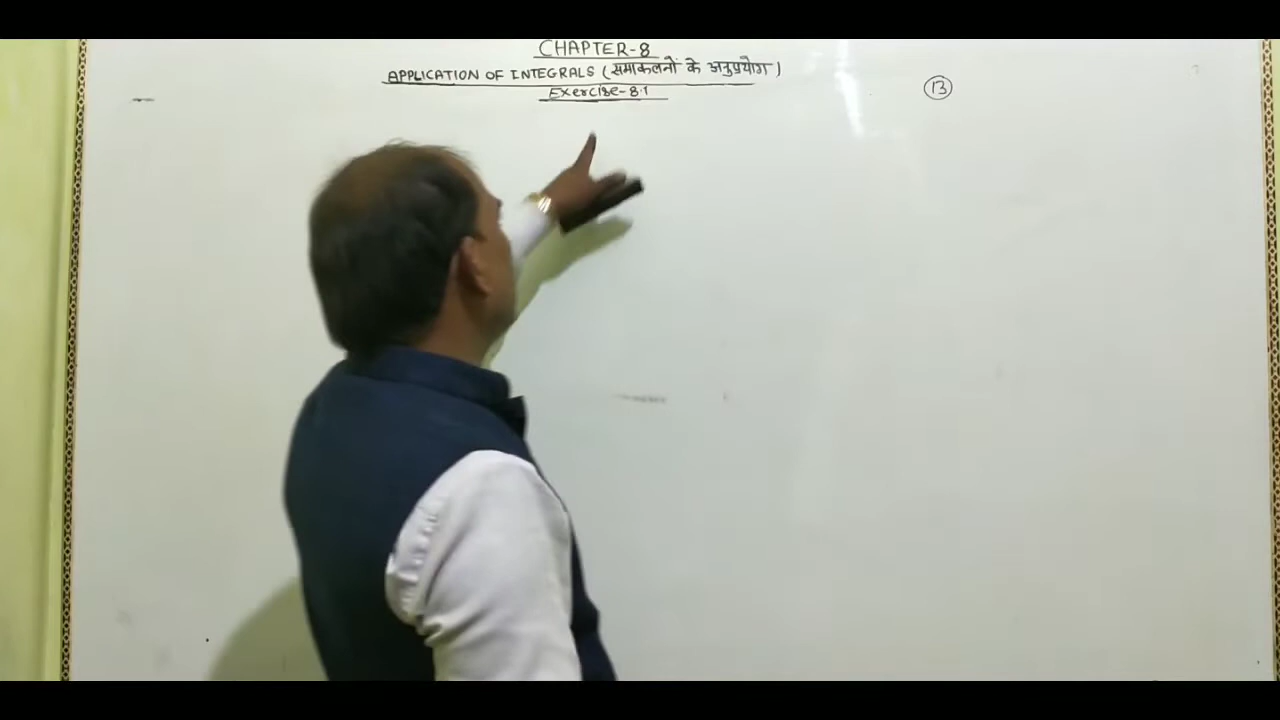 CHAPTER-8
APPLICATION OF INTEGRALS (समाकलनों के अनुप्रयोग)
Exercise-8.1
13